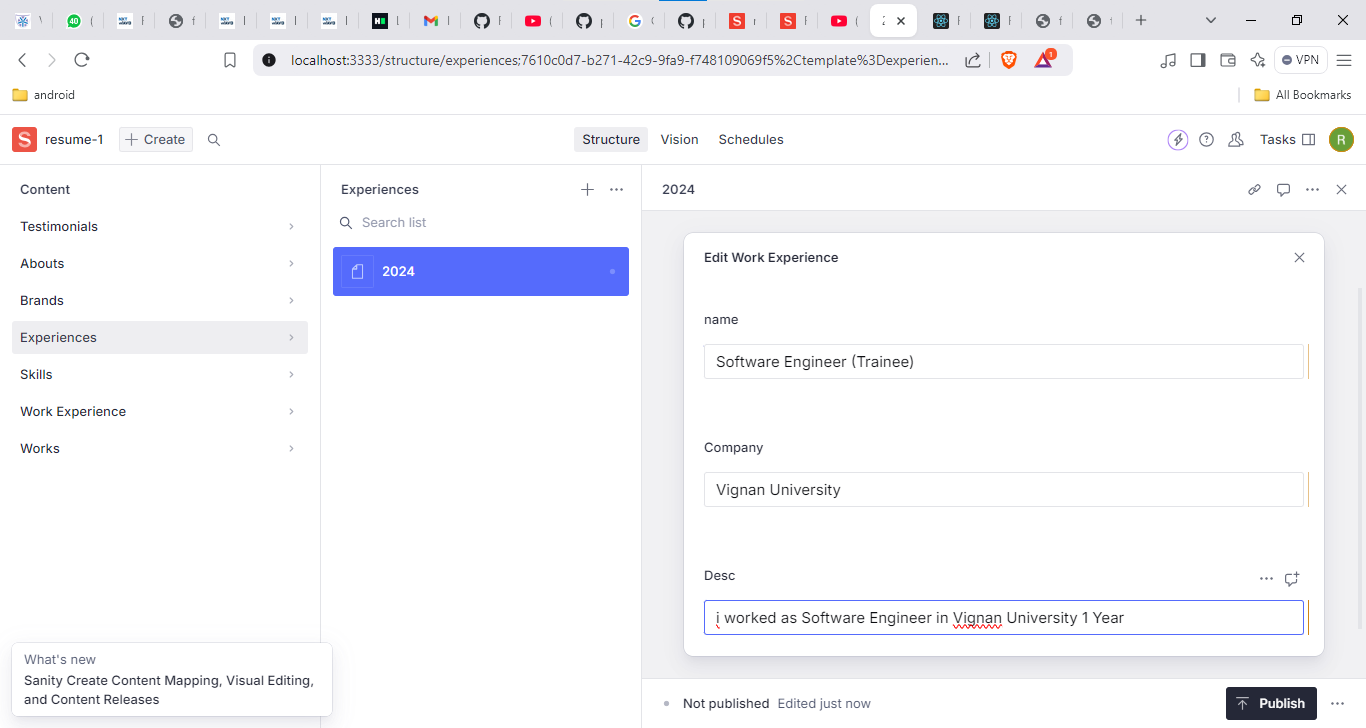 localhost:3333/structure/experiences;7610c0d7-b271-42c9-9fa9-f748109069f5%2Ctemplate%3Dexperien...
1
VPN
android
All Bookmarks
S resume-1
Create
Structure
Vision
Schedules
Tasks
R
Content
Testimonials
Abouts
Brands
Experiences
Skills
Work Experience
Works
What's new
Sanity Create Content Mapping, Visual Editing,
and Content Releases
Experiences
Search list
2024
2024
Edit Work Experience
name
Software Engineer (Trainee)
Company
Vignan University
Desc
i worked as Software Engineer in Vignan University 1 Year
Not published Edited just now
Publish